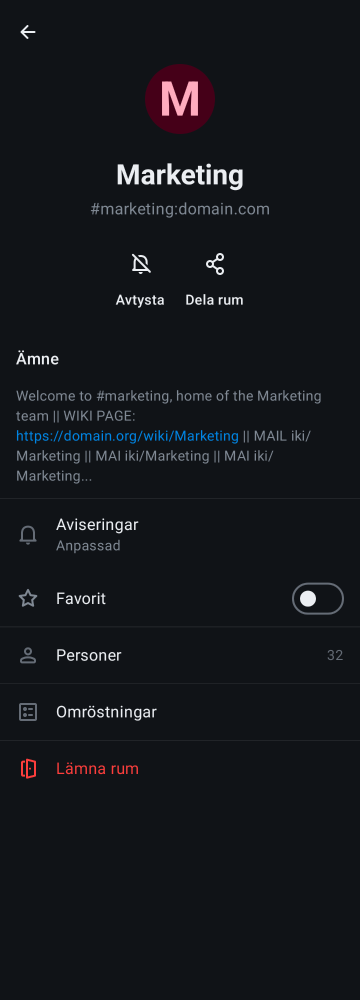 M
Marketing
#marketing:domain.com
Avtysta
Dela rum
Ämne
Welcome to #marketing, home of the Marketing
team || WIKI PAGE:
https://domain.org/wiki/Marketing || MAIL iki/
Marketing || MAI iki/Marketing || MAI iki/
Marketing...
Aviseringar
Anpassad
Favorit
Personer
32
Omröstningar
Lämna rum